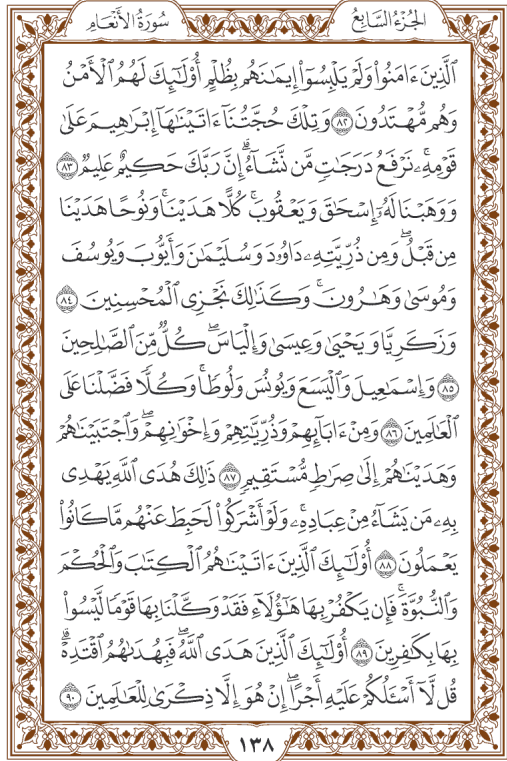 الجزء السابع
سورة الأنعام
الَّذِينَ ءَامَنُوا۟ وَلَمْ يَلْبِسُوٓا۟ إِيمَٰنَهُم بِظُلْمٍ أُو۟لَٰٓئِكَ لَهُمُ ٱلْأَمْنُ
وَهُم مُّهْتَدُونَ ٨٢ وَتِلْكَ حُجَّتُنَآ ءَاتَيْنَٰهَآ إِبْرَٰهِيمَ عَلَىٰ
قَوْمِهِۦ ۚ نَرْفَعُ دَرَجَٰتٍ مَّن نَّشَآءُ ۗ إِنَّ رَبَّكَ حَكِيمٌ عَلِيمٌ ٨٣
وَوَهَبْنَا لَهُۥٓ إِسْحَٰقَ وَيَعْقُوبَ ۚ كُلًّا هَدَيْنَا ۚ وَنُوحًا هَدَيْنَا
مِن قَبْلُ ۖ وَمِن ذُرِّيَّتِهِۦ دَاوُۥدَ وَسُلَيْمَٰنَ وَأَيُّوبَ وَيُوسُفَ
وَمُوسَىٰ وَهَٰرُونَ ۚ وَكَذَٰلِكَ نَجْزِى ٱلْمُحْسِنِينَ ٨٤
وَزَكَرِيَّا وَيَحْيَىٰ وَعِيسَىٰ وَإِلْيَاسَ ۖ كُلٌّ مِّنَ ٱلصَّٰلِحِينَ
٨٥ وَإِسْمَٰعِيلَ وَٱلْيَسَعَ وَيُونُسَ وَلُوطًا ۚ وَكُلًّا فَضَّلْنَا عَلَى
ٱلْعَٰلَمِينَ ٨٦ وَمِنْ ءَابَآئِهِمْ وَذُرِّيَّٰتِهِمْ وَإِخْوَٰنِهِمْ ۖ وَٱجْتَبَيْنَٰهُمْ
وَهَدَيْنَٰهُمْ إِلَىٰ صِرَٰطٍ مُّسْتَقِيمٍ ٨٧ ذَٰلِكَ هُدَى ٱللَّهِ يَهْدِى
بِهِۦ مَن يَشَآءُ مِنْ عِبَادِهِۦ ۚ وَلَوْ أَشْرَكُوا۟ لَحَبِطَ عَنْهُم مَّا كَانُوا۟
يَعْمَلُونَ ٨٨ أُو۟لَٰٓئِكَ ٱلَّذِينَ ءَاتَيْنَٰهُمُ ٱلْكِتَٰبَ وَٱلْحُكْمَ
وَٱلنُّبُوَّةَ ۚ فَإِن يَكْفُرْ بِهَا هَٰٓؤُلَآءِ فَقَدْ وَكَّلْنَا بِهَا قَوْمًا لَّيْسُوا۟
بِهَا بِكَٰفِرِينَ ٨٩ أُو۟لَٰٓئِكَ ٱلَّذِينَ هَدَى ٱللَّهُ ۖ فَبِهُدَىٰهُمُ ٱقْتَدِهْ ۗ
قُل لَّآ أَسْـَٔلُكُمْ عَلَيْهِ أَجْرًا ۖ إِنْ هُوَ إِلَّا ذِكْرَىٰ لِلْعَٰلَمِينَ ٩٠
١٣٨